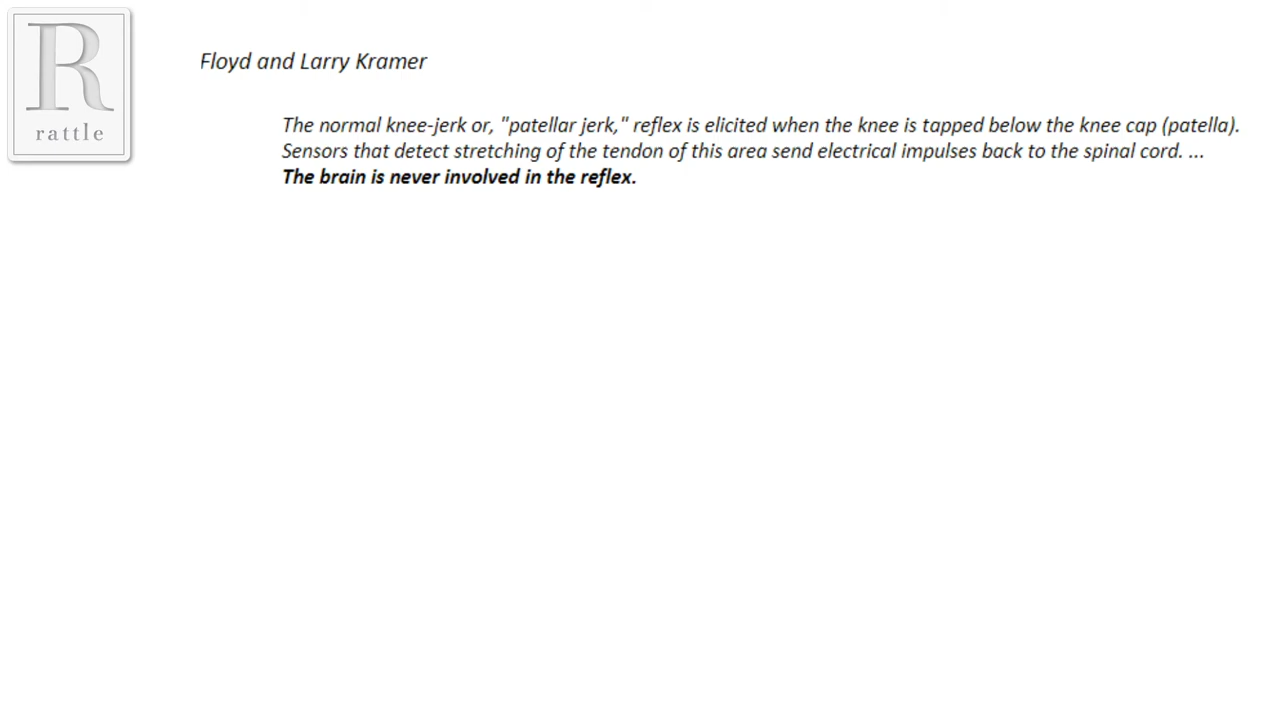 R
rattle
Floyd and Larry Kramer
The normal knee-jerk or, "patellar jerk," reflex is elicited when the knee is tapped below the knee cap (patella).
Sensors that detect stretching of the tendon of this area send electrical impulses back to the spinal cord. ...
The brain is never involved in the reflex.